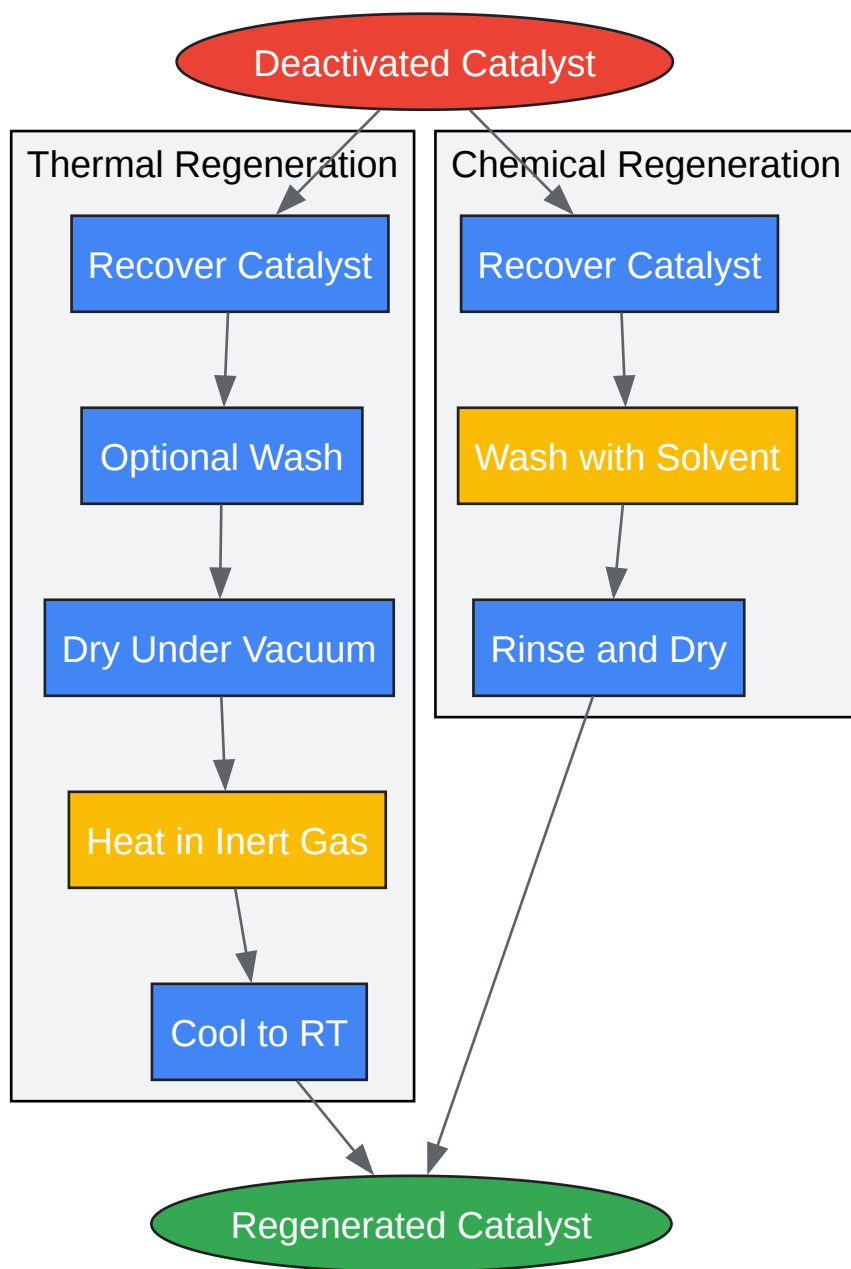 Deactivated Catalyst
Thermal Regeneration
Recover Catalyst
Optional Wash
Dry Under Vacuum
Heat in Inert Gas
Cool to RT
Chemical Regeneration
Recover Catalyst
Wash with Solvent
Rinse and Dry
Regenerated Catalyst